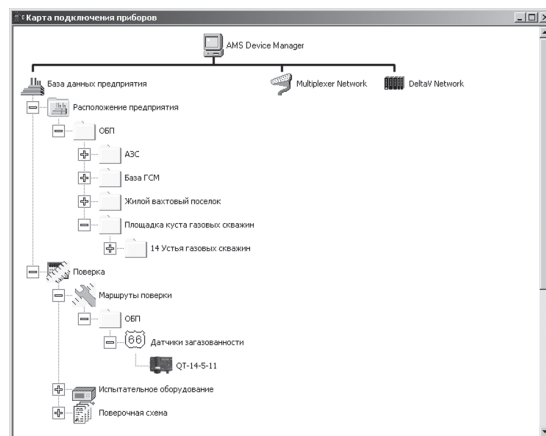 Карта подключения приборов
AMS Device Manager
База данных предприятия
Multiplexer Network
DeltaV Network
Расположение предприятия
ОБП
АЗС
База ГСМ
Жилой вахтовый поселок
Площадка куста газовых скважин
14 Устья газовых скважин
Поверка
Маршруты поверки
ОБП
66
Датчики загазованности
QT-14-5-11
Испытательное оборудование
Поверочная схема